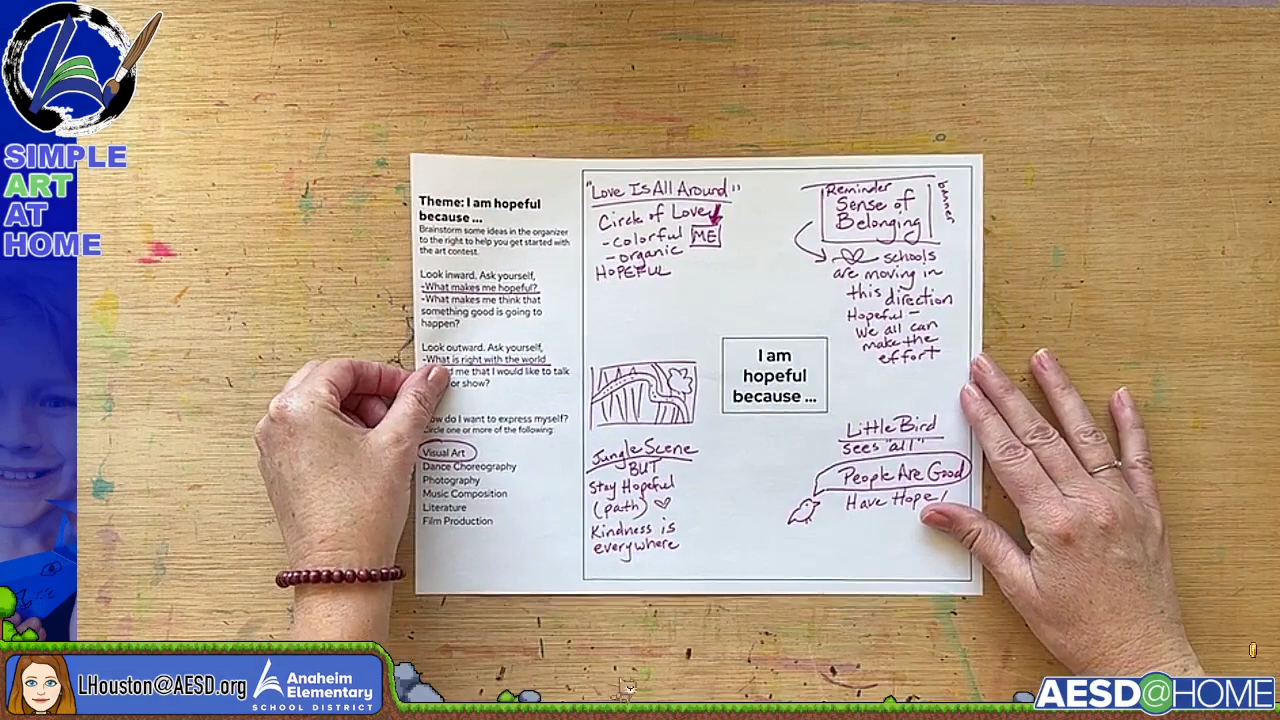 SIMPLE
ART
AT
HOME
Theme: I am hopeful
because ...
Brainstorm some ideas in the organizer
to the right to help you get started with
the art contest.
Look inward. Ask yourself,
-What makes me hopeful?
-What makes me think that
something good is going to
happen?
Look outward. Ask yourself,
-What is right with the world
me that I would like to talk
or show?
do I want to express myself?
Circle one or more of the following:
Visual Art
Dance Choreography
Photography
Music Composition
Literature
Film Production
"Love Is All Around"
Circle of Love
-colorful ME
-organic
HOPEFUL
Reminder
Sense of
Belonging
banner
schools
are moving in
this direction
Hopeful -
we all can
make the
effort
I am
hopeful
because ...
Jungle Scene
BUT
Stay Hopeful
(path) ♡
Kindness is
everywhere
Little Bird
sees "all"
People Are Good
Have Hope!
LHouston@AESD.org
Anaheim
Elementary
SCHOOL DISTRICT
AESD@HOME